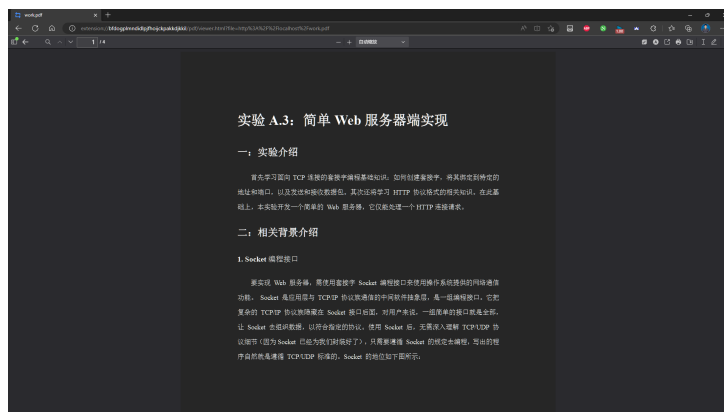 work.pdf
extension://bfdogplmndidlpjfhoijckpakkdjkkil/pdf/viewer.html?file=http%3A%2F%2Flocalhost%2Fwork.pdf
1 /4
自动缩放
实验 A.3：简单 Web 服务器端实现
一：实验介绍
首先学习面向 TCP 连接的套接字编程基础知识：如何创建套接字，将其绑定到特定的
地址和端口，以及发送和接收数据包。其次还将学习 HTTP 协议格式的相关知识。在此基
础上，本实验开发一个简单的 Web 服务器，它仅能处理一个 HTTP 连接请求。
二：相关背景介绍
1. Socket 编程接口
要实现 Web 服务器，需使用套接字 Socket 编程接口来使用操作系统提供的网络通信
功能。 Socket 是应用层与 TCP/IP 协议族通信的中间软件抽象层，是一组编程接口。它把
复杂的 TCP/IP 协议族隐藏在 Socket 接口后面，对用户来说，一组简单的接口就是全部，
让 Socket 去组织数据，以符合指定的协议。使用 Socket 后，无需深入理解 TCP/UDP 协
议细节（因为 Socket 已经为我们封装好了），只需要遵循 Socket 的规定去编程，写出的程
序自然就是遵循 TCP/UDP 标准的。Socket 的地位如下图所示：